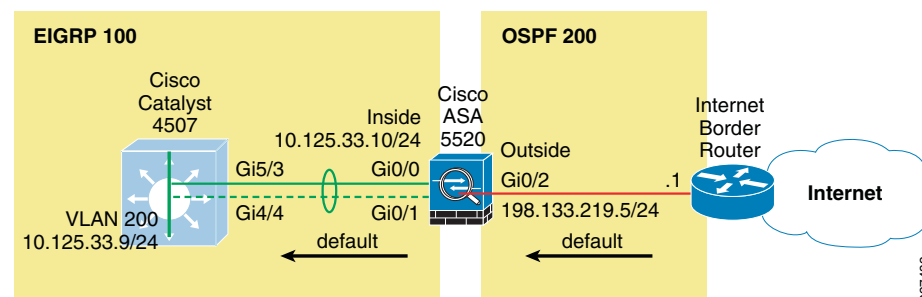 EIGRP 100
OSPF 200
Cisco
Catalyst
4507
Inside
10.125.33.10/24
Cisco
ASA
5520
Internet
Border
Router
Outside
Gi5/3
Gi0/0
Gi0/2
.1
Internet
VLAN 200
10.125.33.9/24
Gi4/4
Gi0/1
198.133.219.5/24
default
default